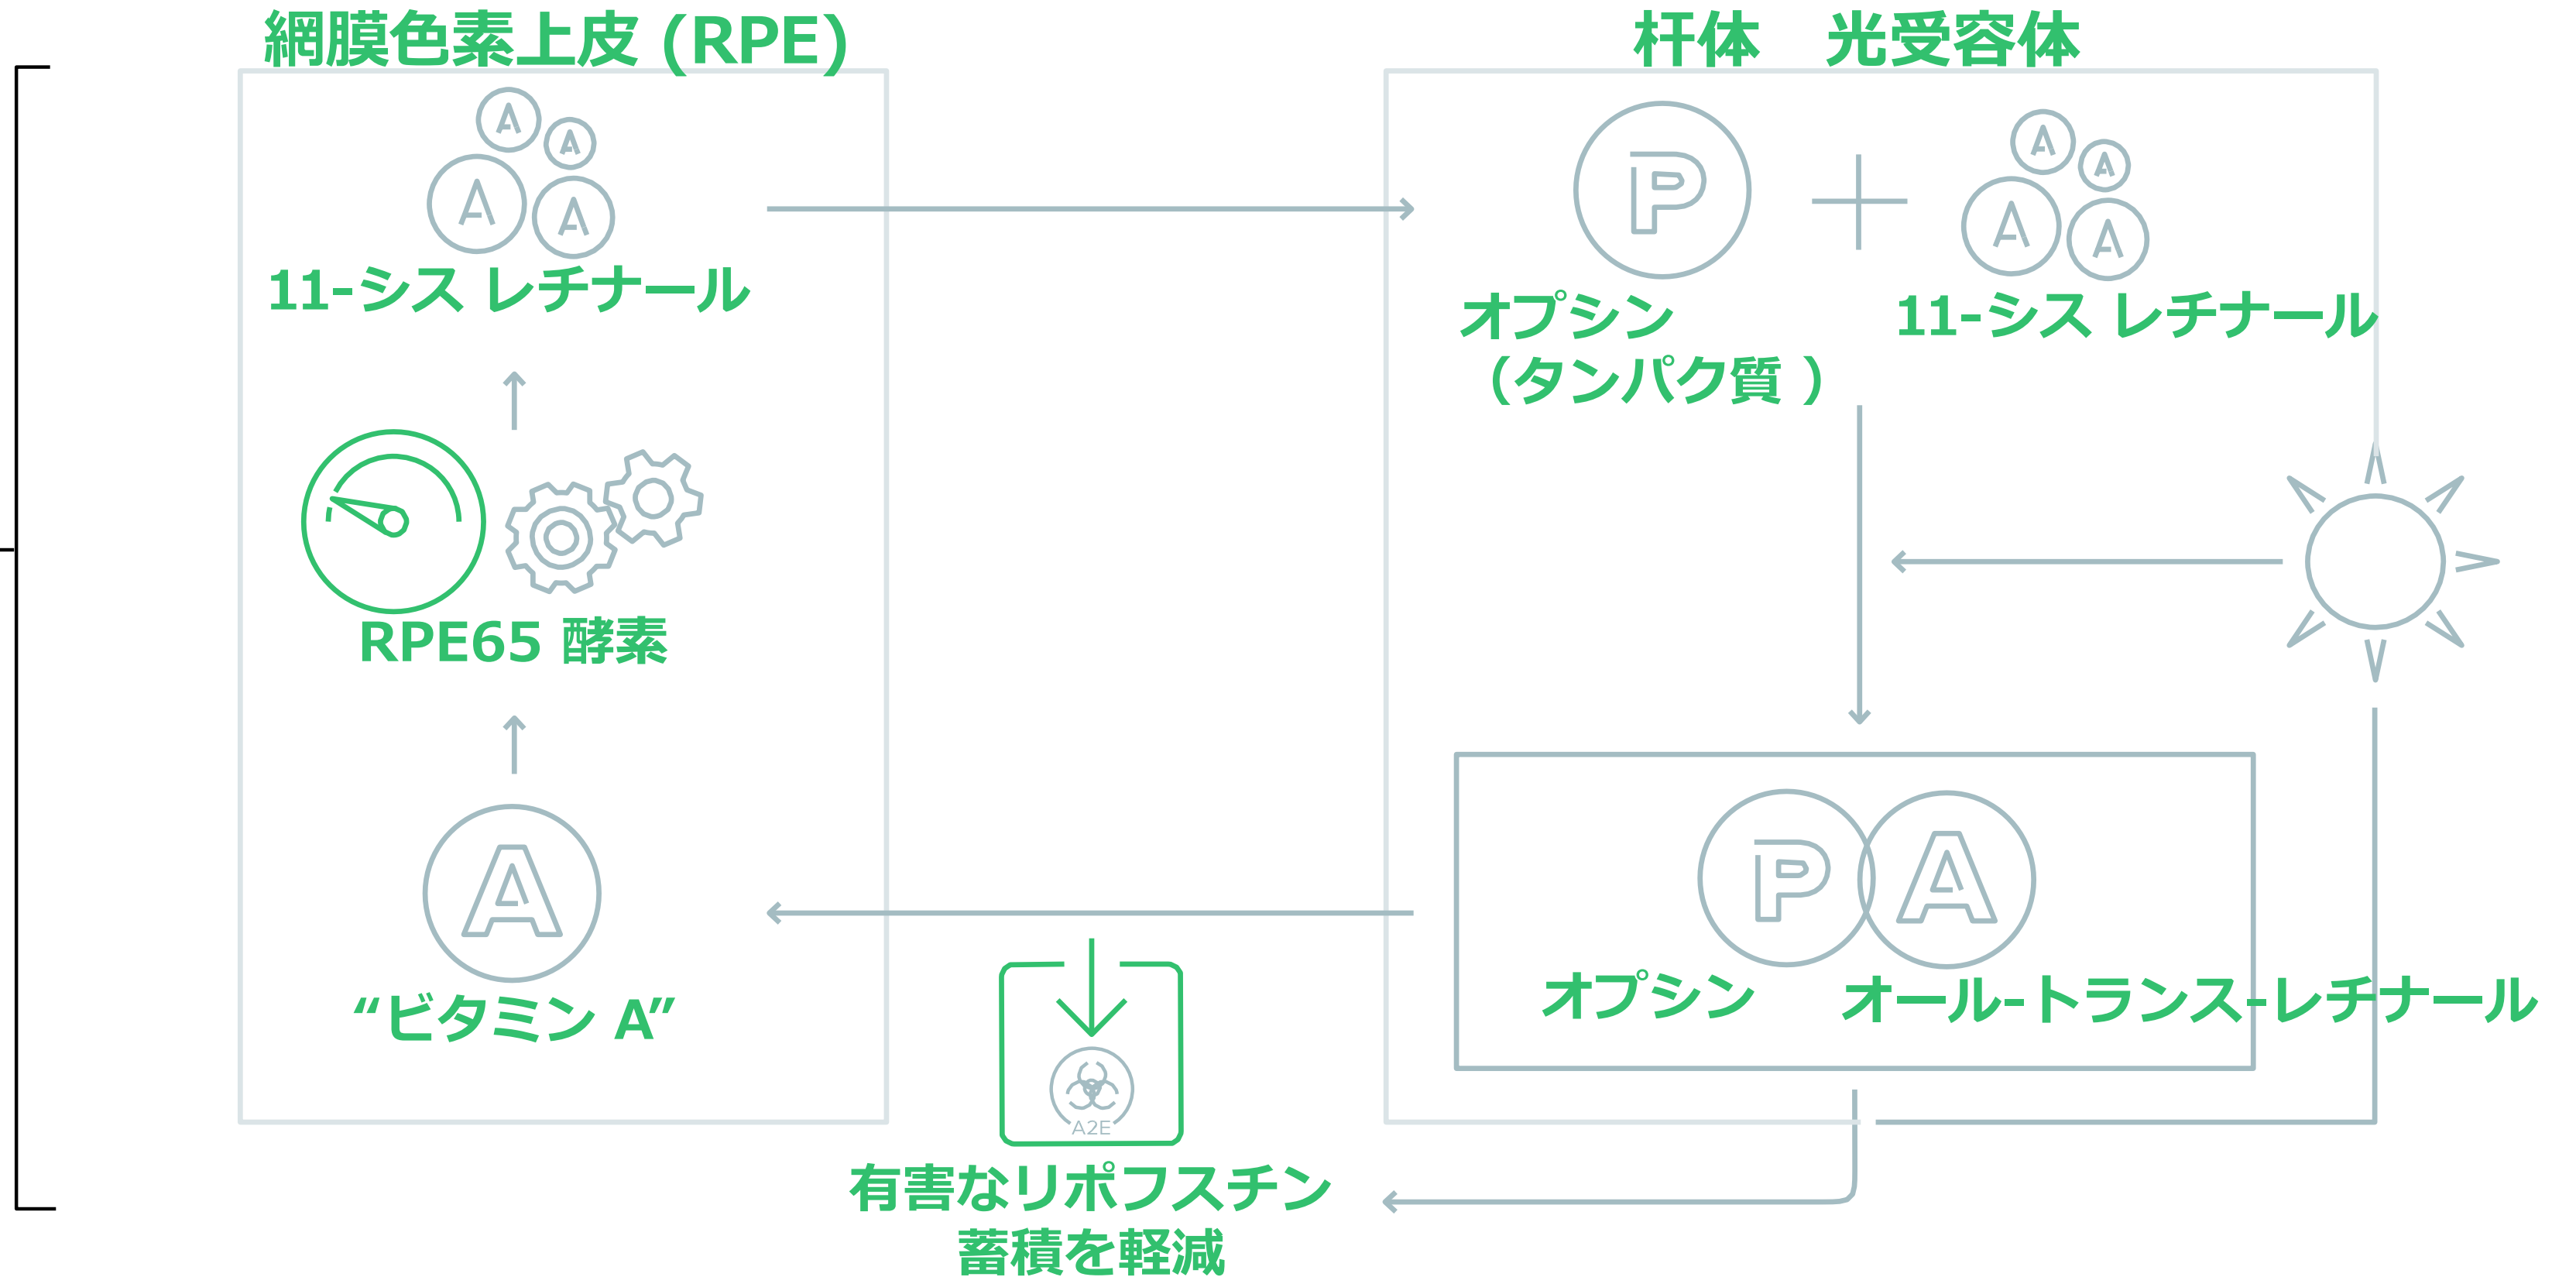 網膜色素上皮 (RPE)
杆体　光受容体
A
A
A
A
11-シス レチナール
P
A
A
A
A
オプシン
（タンパク質 ）
11-シス レチナール
RPE65 酵素
A
“ビタミン A”
P A
オプシン
オール-トランス-レチナール
A2E
有害なリポフスチン
蓄積を軽減